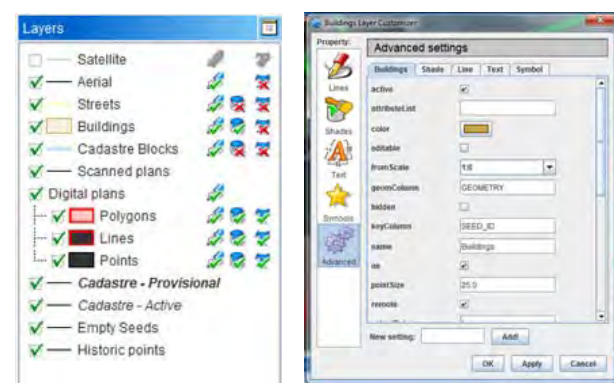 Layers
Satellite
Aerial
Streets
Buildings
Cadastre Blocks
Scanned plans
Digital plans
Polygons
Lines
Points
Cadastre - Provisional
Cadastre - Active
Empty Seeds
Historic points
Buildings Layer Customizer
Property:
Lines
Shades
Text
Symbols
Advanced
Advanced settings
Buildings Shade Line Text Symbol
active
attributeList
color
editable
fromScale 1:0
geomColumn GEOMETRY
hidden
keyColumn SEED_ID
name Buildings
on
pointSize 25.0
remote
New setting: Add
OK Apply Cancel